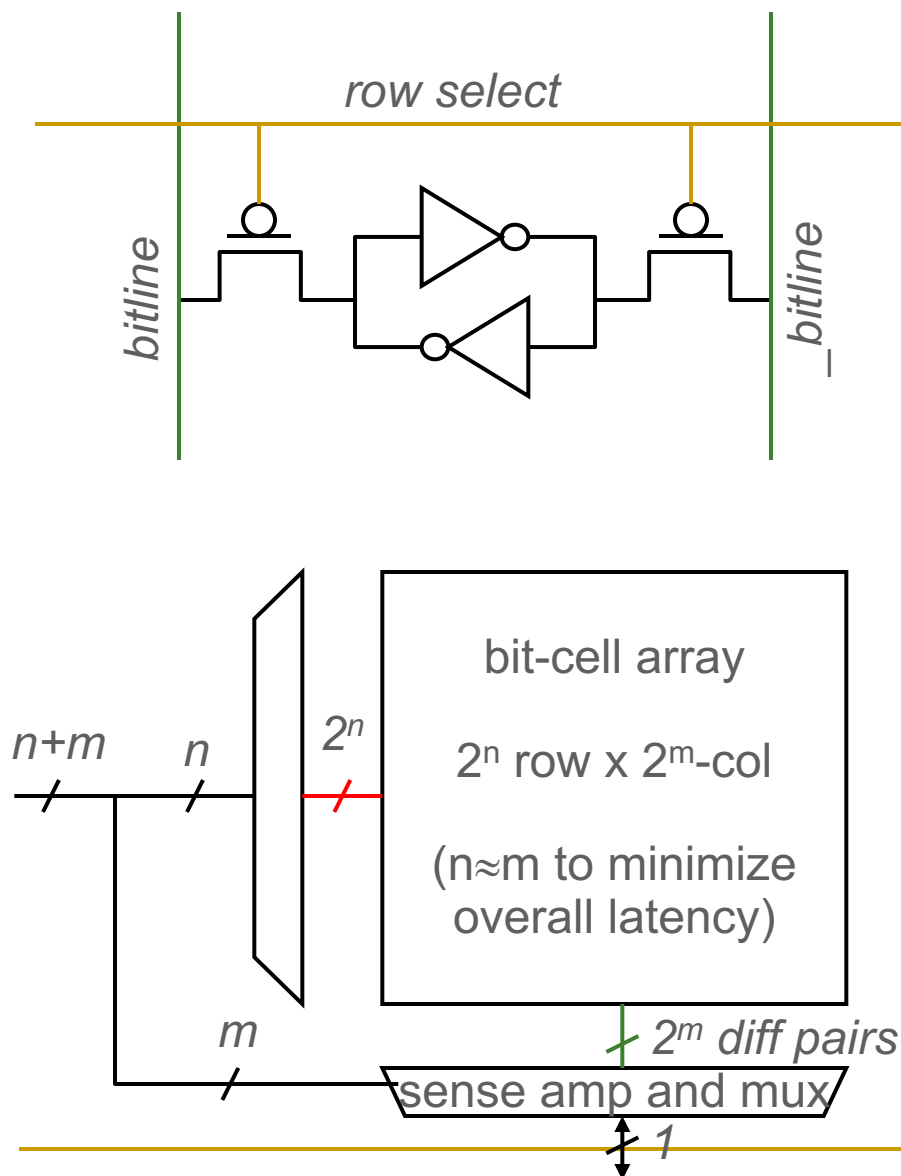 row select
bitline
_bitline
bit-cell array
n+m
n
2ⁿ
2ⁿ row x 2ᵐ-col
(n≈m to minimize
overall latency)
m
2ᵐ diff pairs
sense amp and mux
1